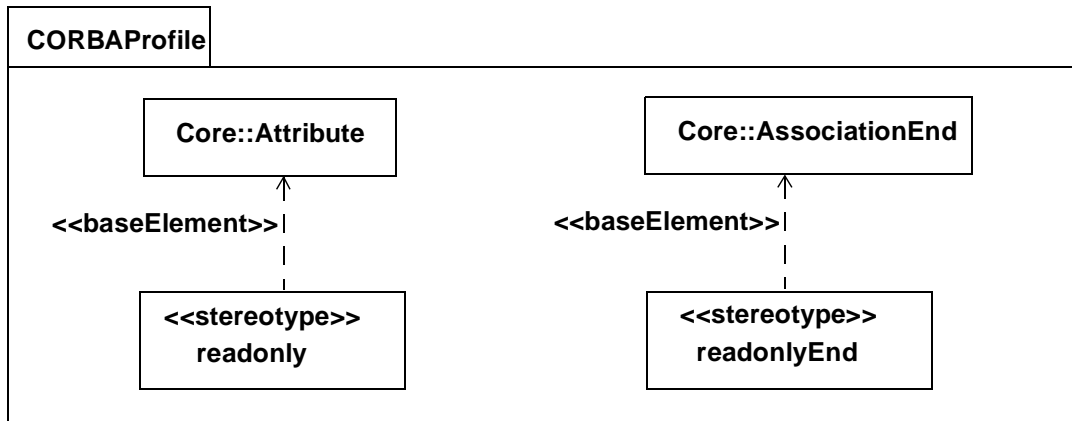 CORBAProfile
Core::Attribute
Core::AssociationEnd
<<baseElement>>
<<baseElement>>
<<stereotype>>
readonly
<<stereotype>>
readonlyEnd